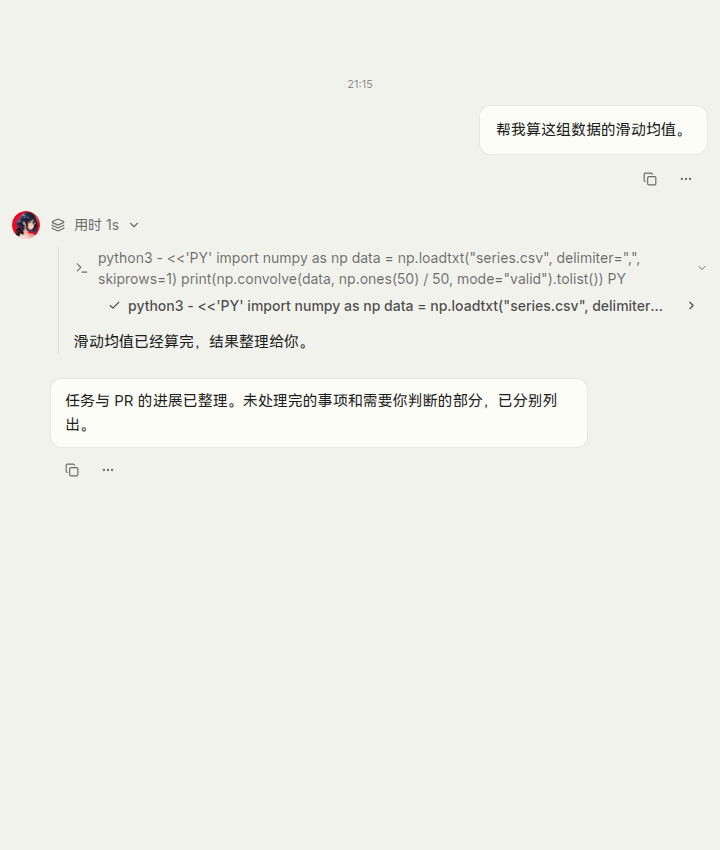 21:15
帮我算这组数据的滑动均值。
用时 1s
python3 - <<'PY' import numpy as np data = np.loadtxt("series.csv", delimiter=",",
skiprows=1) print(np.convolve(data, np.ones(50) / 50, mode="valid").tolist()) PY
python3 - <<'PY' import numpy as np data = np.loadtxt("series.csv", delimiter...
滑动均值已经算完，结果整理给你。
任务与 PR 的进展已整理。未处理完的事项和需要你判断的部分，已分别列
出。